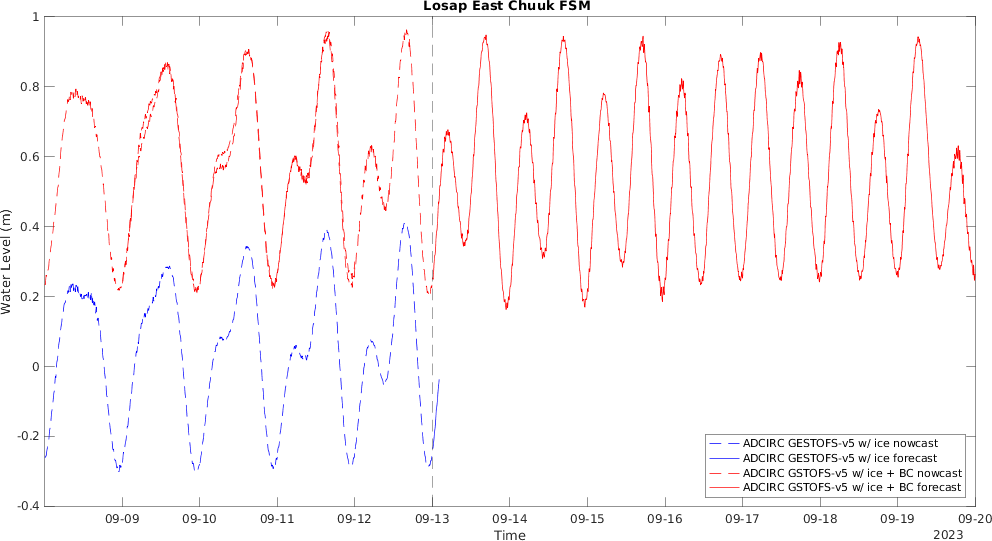 Losap East Chuuk FSM
1
0.8
0.6
0.4
0.2
0
-0.2
-0.4
Water Level (m)
ADCIRC GESTOFS-v5 w/ ice nowcast
ADCIRC GESTOFS-v5 w/ ice forecast
ADCIRC GSTOFS-v5 w/ ice + BC nowcast
ADCIRC GSTOFS-v5 w/ ice + BC forecast
09-09 09-10 09-11 09-12 09-13 09-14 09-15 09-16 09-17 09-18 09-19 09-20
Time
2023